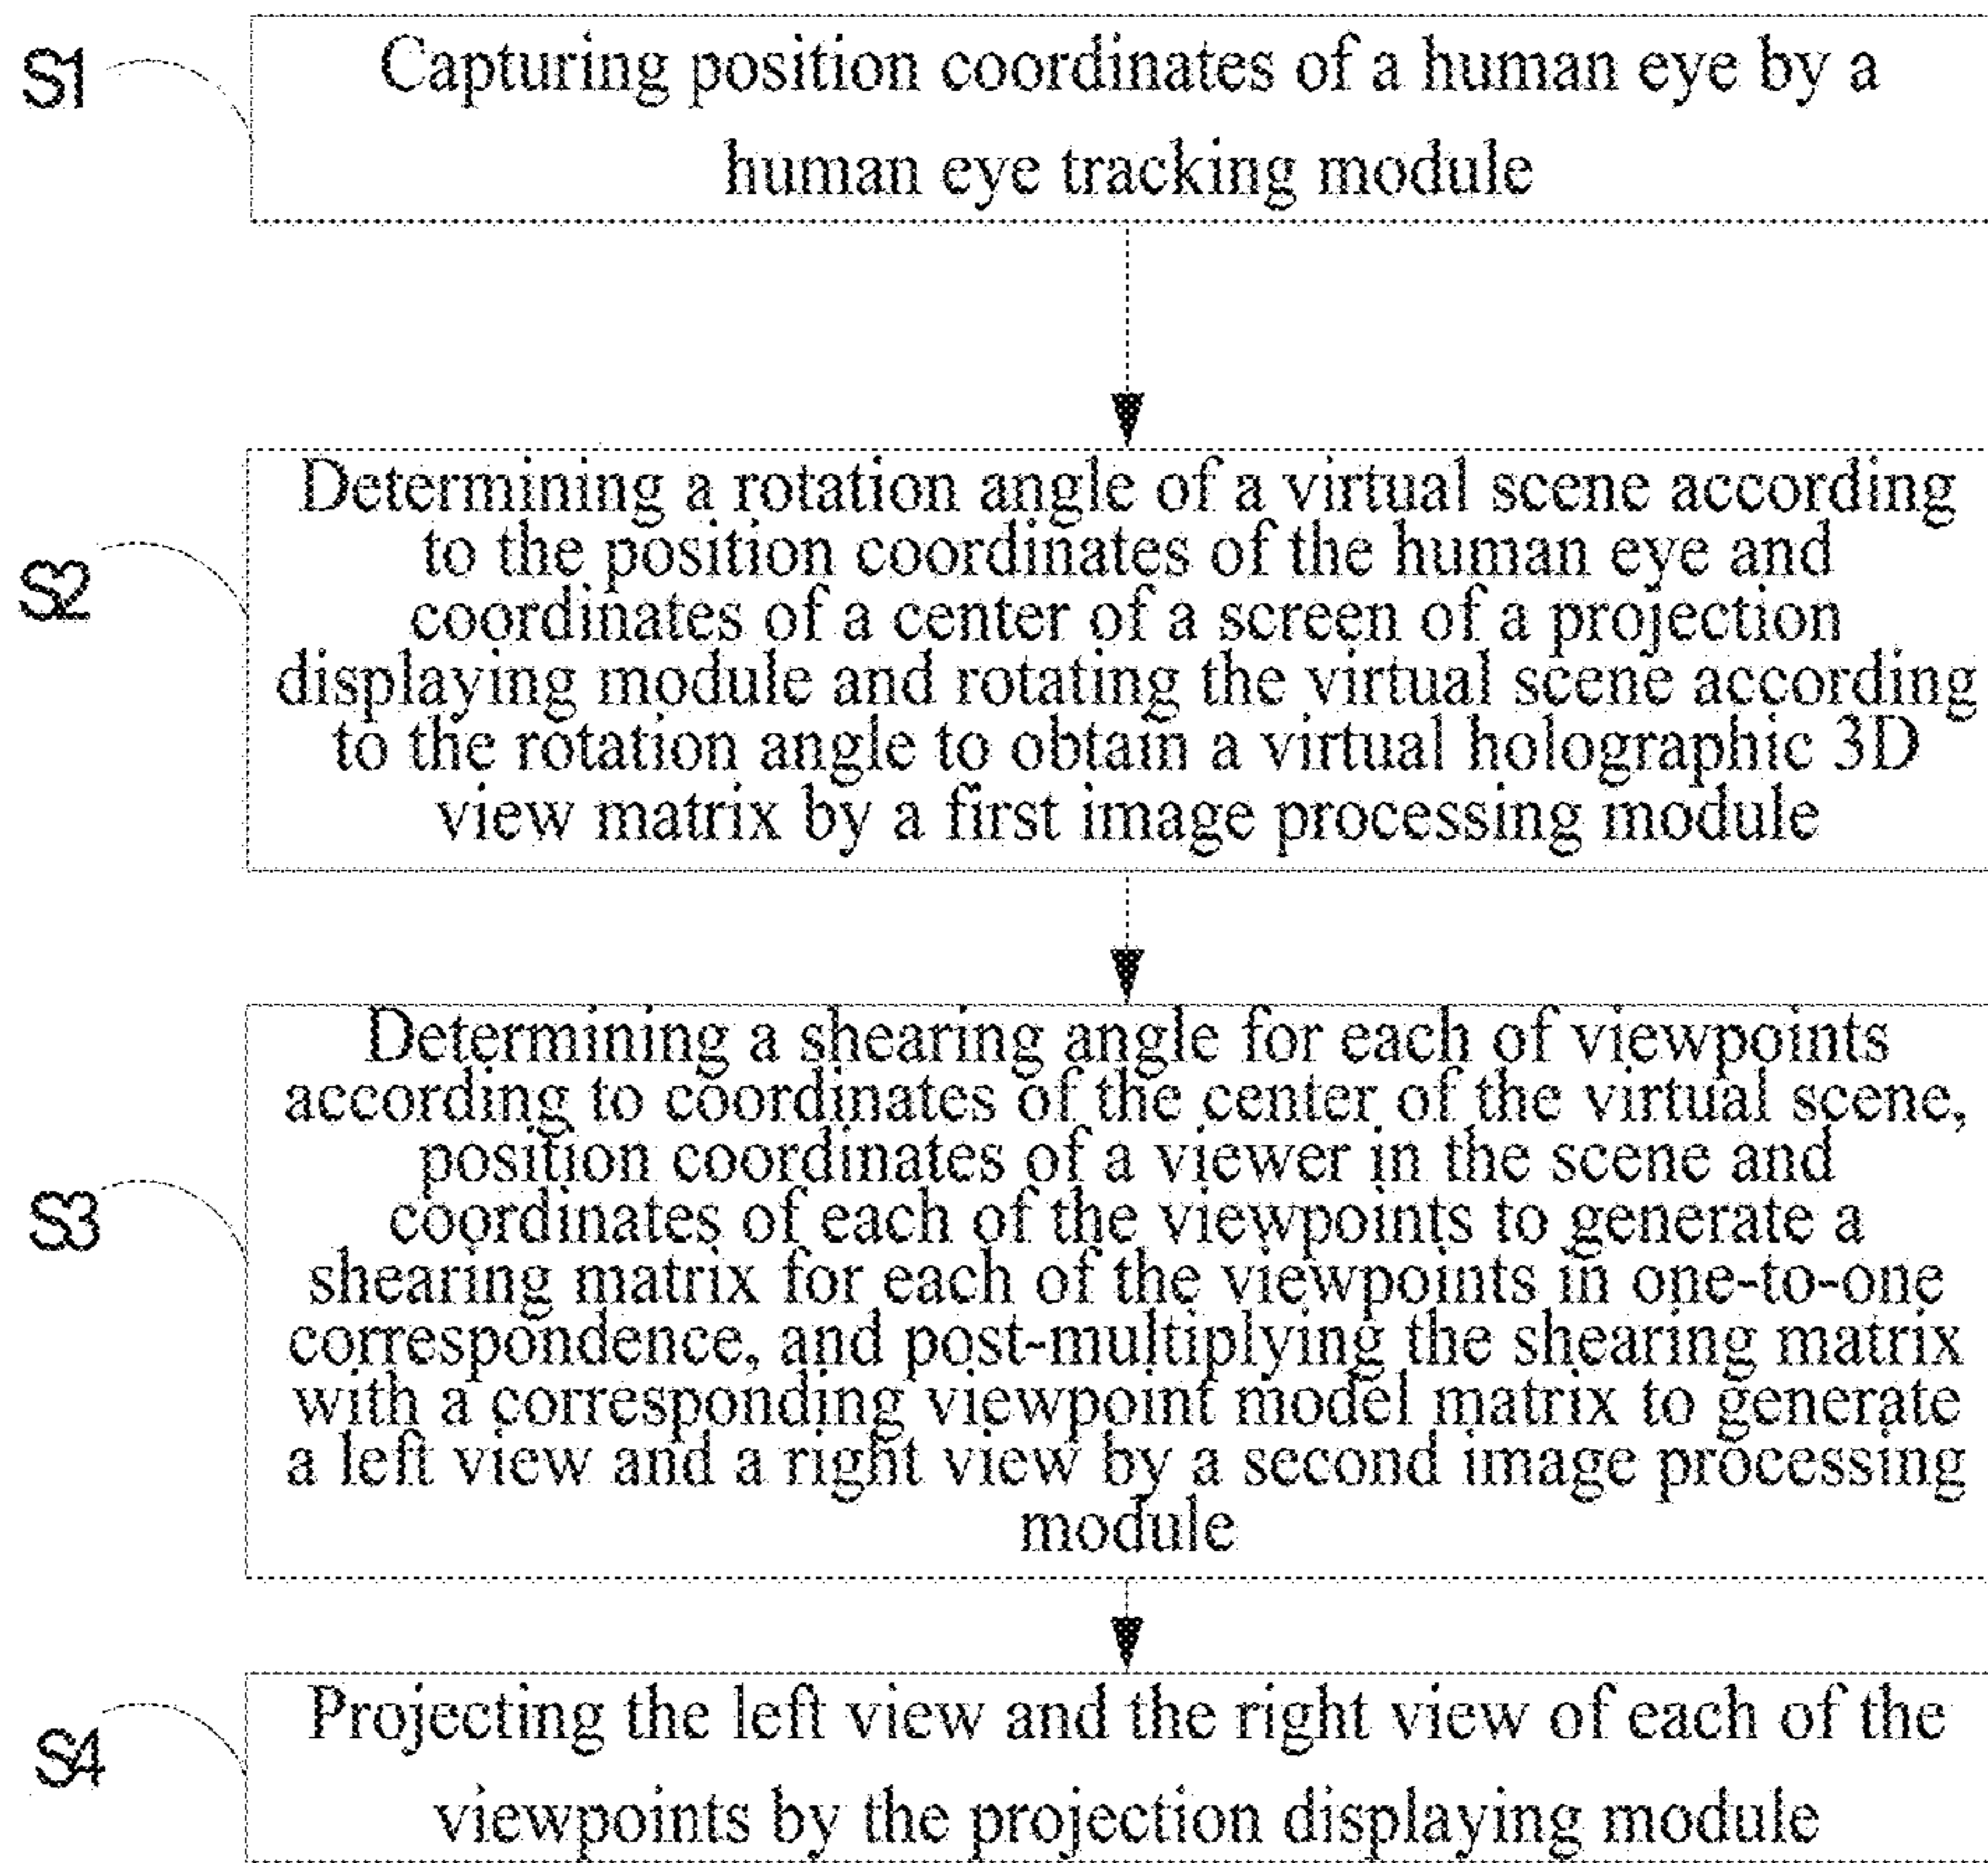 S1
Capturing position coordinates of a human eye by a
human eye tracking module
S2
Determining a rotation angle of a virtual scene according
to the position coordinates of the human eye and
coordinates of a center of a screen of a projection
displaying module and rotating the virtual scene according
to the rotation angle to obtain a virtual holographic 3D
view matrix by a first image processing module
S3
Determining a shearing angle for each of viewpoints
according to coordinates of the center of the virtual scene,
position coordinates of a viewer in the scene and
coordinates of each of the viewpoints to generate a
shearing matrix for each of the viewpoints in one-to-one
correspondence, and post-multiplying the shearing matrix
with a corresponding viewpoint model matrix to generate
a left view and a right view by a second image processing
module
S4
Projecting the left view and the right view of each of the
viewpoints by the projection displaying module